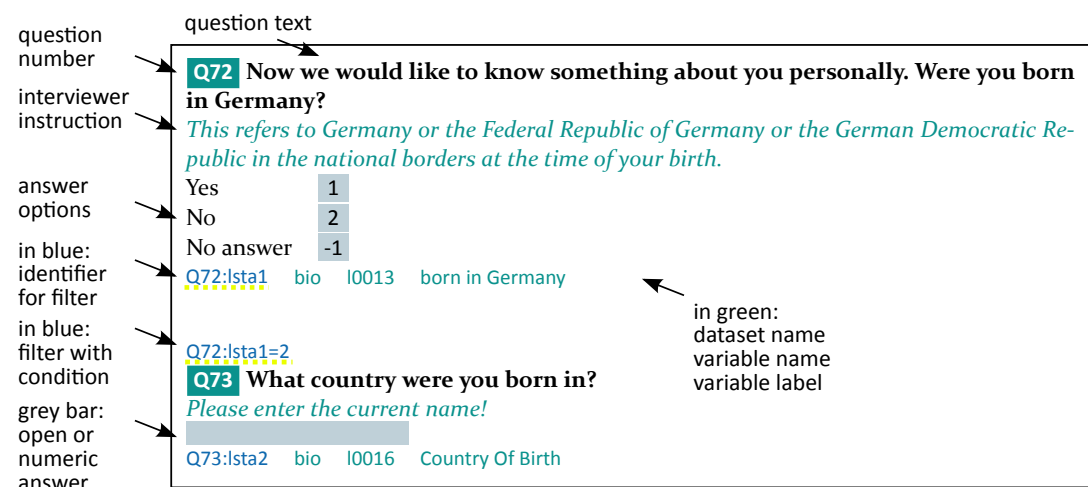 question text
question
number
Q72 Now we would like to know something about you personally. Were you born
in Germany?
interviewer
instruction
This refers to Germany or the Federal Republic of Germany or the German Democratic Re-
public in the national borders at the time of your birth.
answer
options
Yes 1
No 2
No answer -1
in blue:
identifier
for filter
Q72:lsta1 bio l0013 born in Germany
in green:
dataset name
variable name
variable label
in blue:
filter with
condition
Q72:lsta1=2
Q73 What country were you born in?
Please enter the current name!
grey bar:
open or
numeric
answer
Q73:lsta2 bio l0016 Country Of Birth